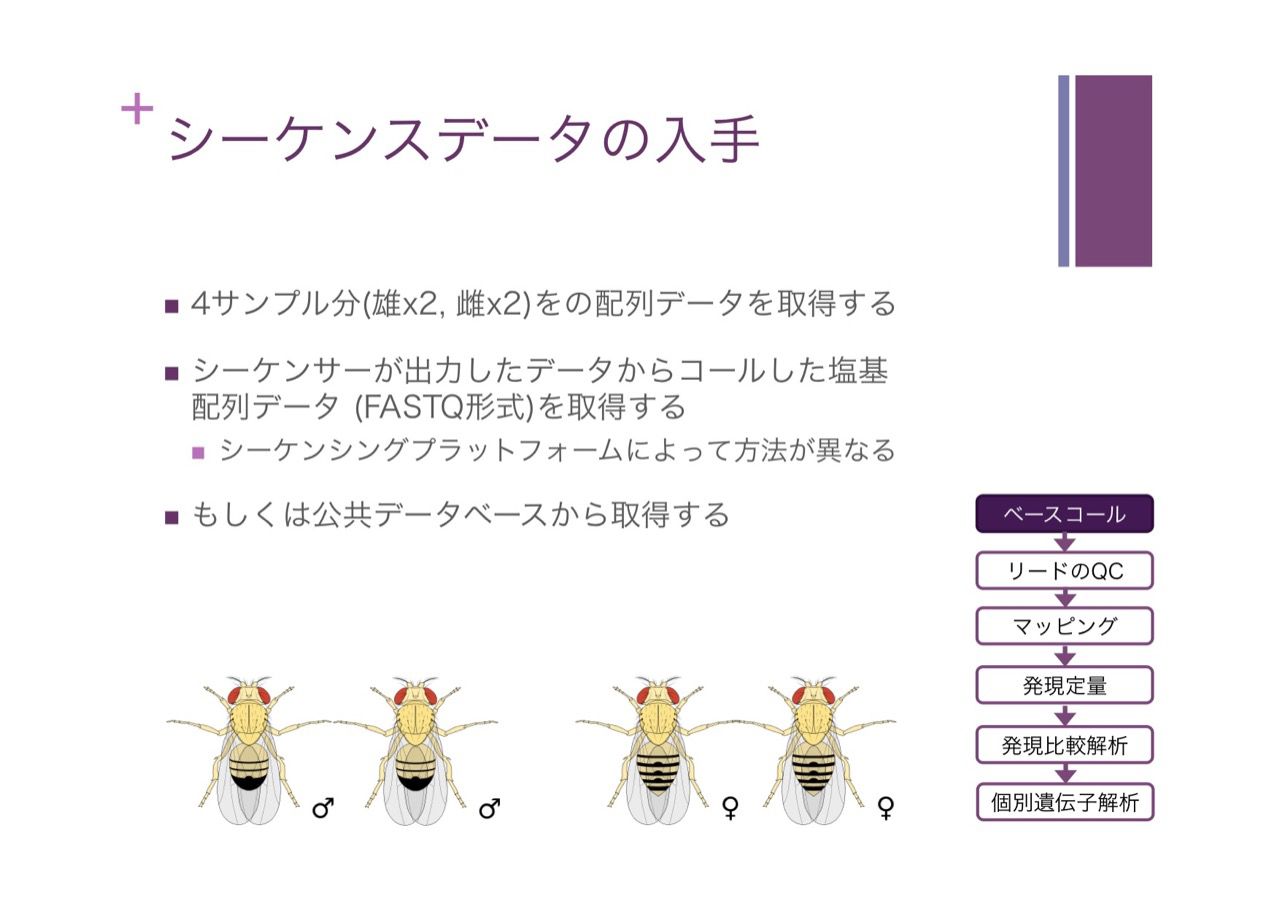 +
シーケンスデータの入手
4サンプル分(雄x2, 雌x2)をの配列データを取得する
シーケンサーが出力したデータからコールした塩基
配列データ (FASTQ形式)を取得する
シーケンシングプラットフォームによって方法が異なる
もしくは公共データベースから取得する
ベースコール
リードのQC
マッピング
発現定量
発現比較解析
個別遺伝子解析
♂
♂
♀
♀